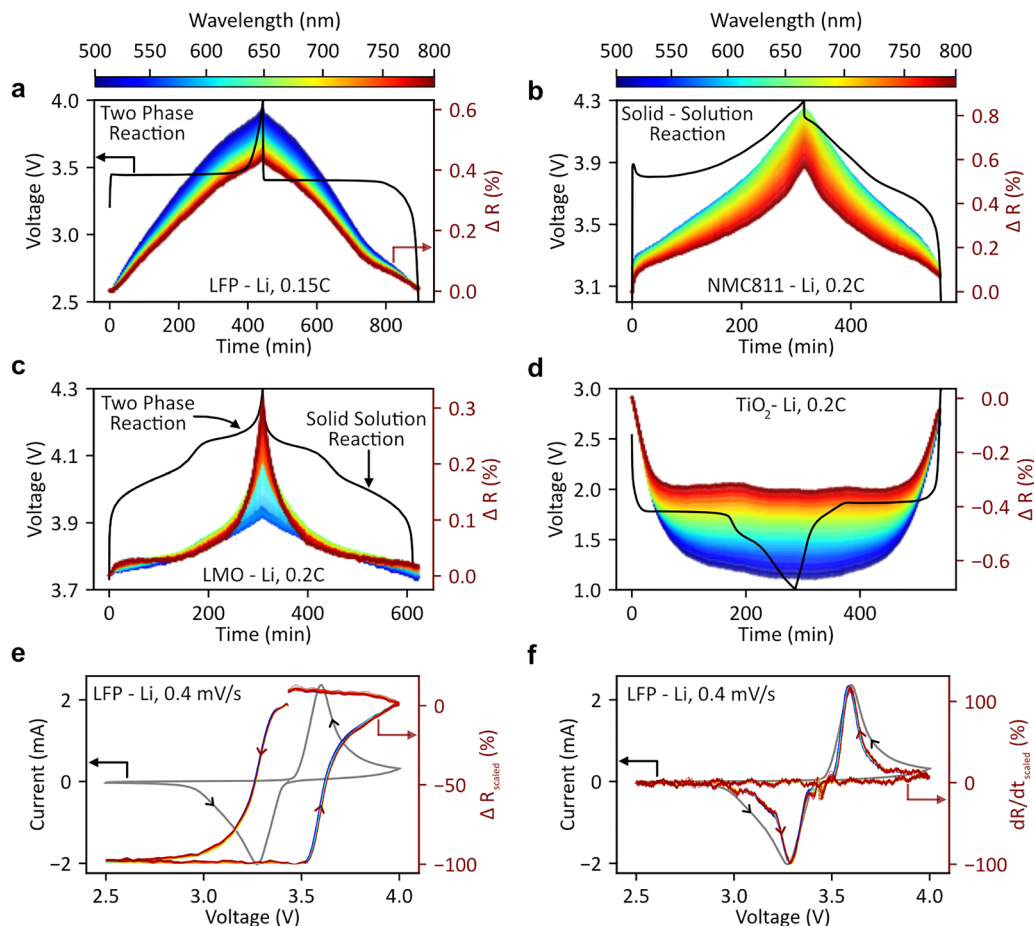 Wavelength (nm)
500 550 600 650 700 750 800
Wavelength (nm)
500 550 600 650 700 750 800
a
Two Phase
Reaction
LFP - Li, 0.15C
4.0
3.5
3.0
2.5
Voltage (V)
0.6
0.4
0.2
0.0
Δ R (%)
0 200 400 600 800
Time (min)
b
Solid - Solution
Reaction
NMC811 - Li, 0.2C
4.3
3.9
3.5
3.1
Voltage (V)
0.8
0.6
0.4
0.2
0.0
Δ R (%)
0 200 400
Time (min)
c
Two Phase
Reaction
Solid Solution
Reaction
LMO - Li, 0.2C
4.3
4.1
3.9
3.7
Voltage (V)
0.3
0.2
0.1
0.0
Δ R (%)
0 200 400 600
Time (min)
d
TiO₂- Li, 0.2C
3.0
2.5
2.0
1.5
1.0
Voltage (V)
0.0
−0.2
−0.4
−0.6
Δ R (%)
0 200 400
Time (min)
e
LFP - Li, 0.4 mV/s
2
1
0
−1
−2
Current (mA)
0
−50
−100
Δ Rscaled (%)
2.5 3.0 3.5 4.0
Voltage (V)
f
LFP - Li, 0.4 mV/s
2
1
0
−1
−2
Current (mA)
100
50
0
−50
−100
dR/dtscaled (%)
2.5 3.0 3.5 4.0
Voltage (V)